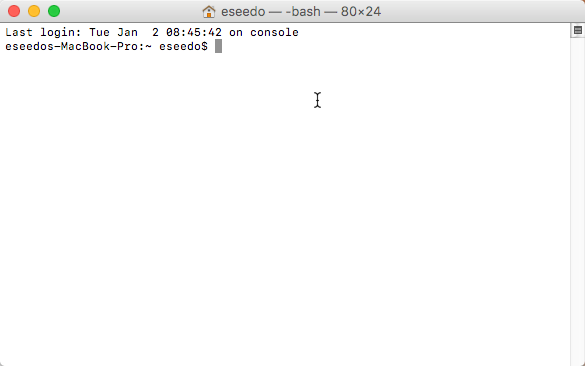 eseedo — -bash — 80×24
Last login: Tue Jan  2 08:45:42 on console
eseedos-MacBook-Pro:~ eseedo$